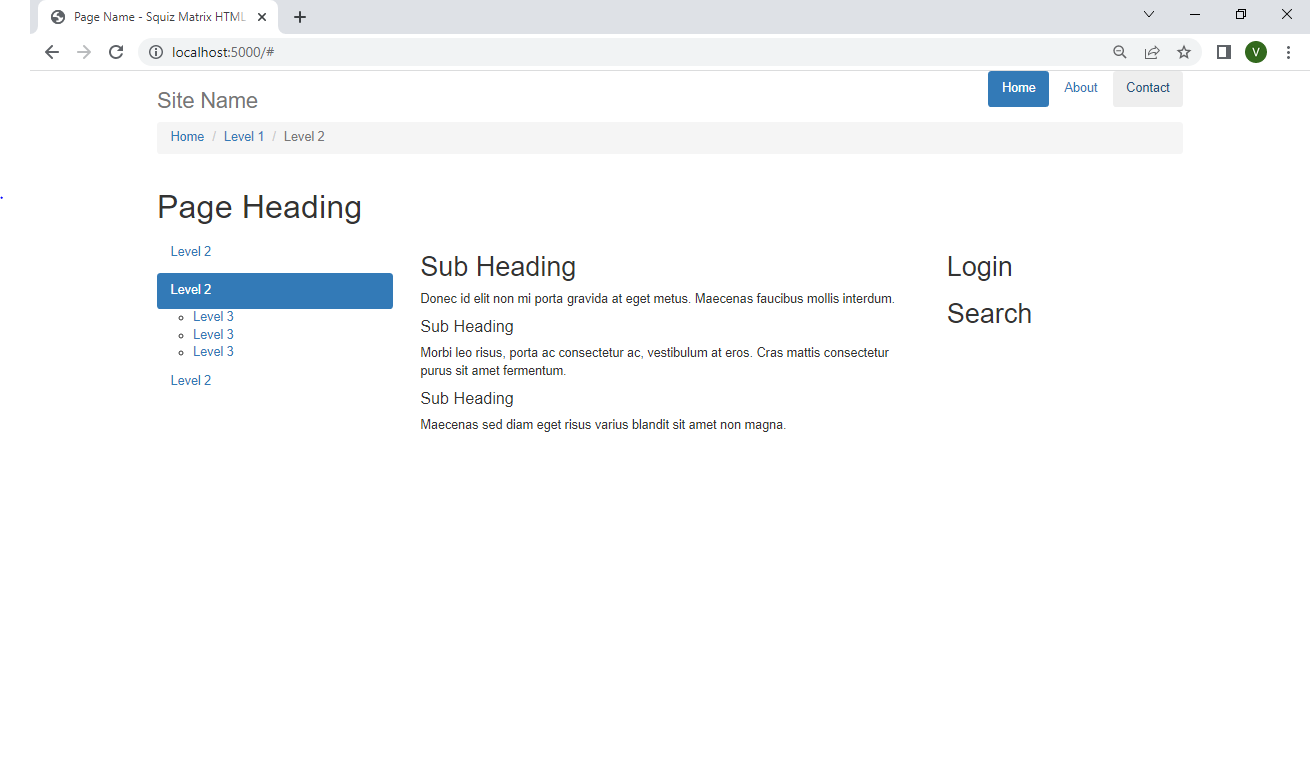 Page Name - Squiz Matrix HTML
localhost:5000/#
V
Site Name
Home
About
Contact
Home / Level 1 / Level 2
Page Heading
Level 2
Level 2
Level 3
Level 3
Level 3
Level 2
Sub Heading
Donec id elit non mi porta gravida at eget metus. Maecenas faucibus mollis interdum.
Sub Heading
Morbi leo risus, porta ac consectetur ac, vestibulum at eros. Cras mattis consectetur
purus sit amet fermentum.
Sub Heading
Maecenas sed diam eget risus varius blandit sit amet non magna.
Login
Search